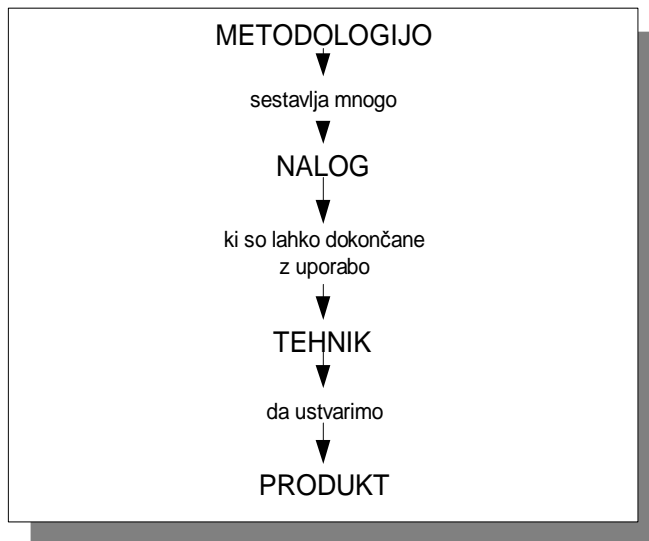 METODOLOGIJO
sestavlja mnogo
NALOG
ki so lahko dokončane
z uporabo
TEHNIK
da ustvarimo
PRODUKT